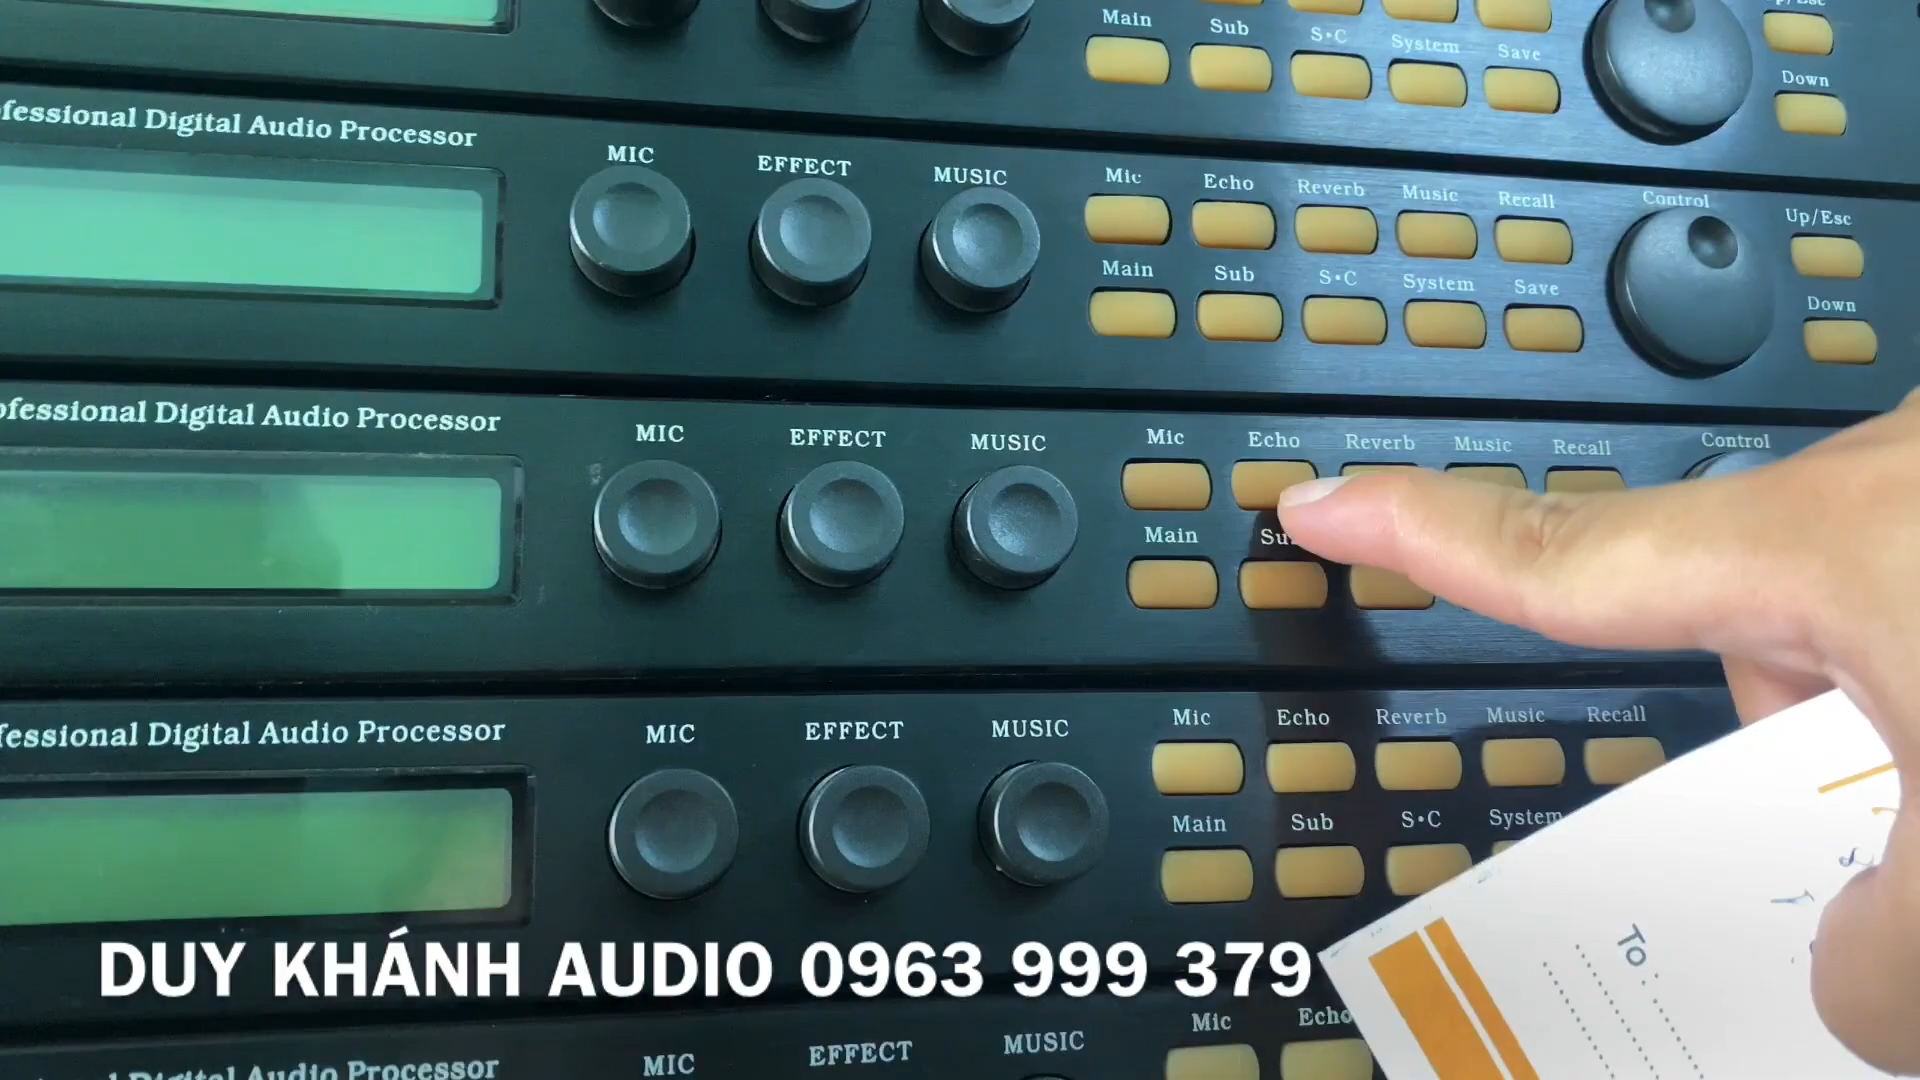 Main Sub S•C System Save
Down
Digital Audio Processor
MIC EFFECT MUSIC
Mic Echo Reverb Music Recall Control Up/Esc
Main Sub S•C System Save Down
Digital Audio Processor
MIC EFFECT MUSIC
Mic Echo Reverb Music Recall Control
Main
Digital Audio Processor
MIC EFFECT MUSIC
Mic Echo Reverb Music Recall
Main Sub S•C System
DUY KHÁNH AUDIO 0963 999 379
To
Mic Echo
MIC EFFECT MUSIC
Digital Audio Processor